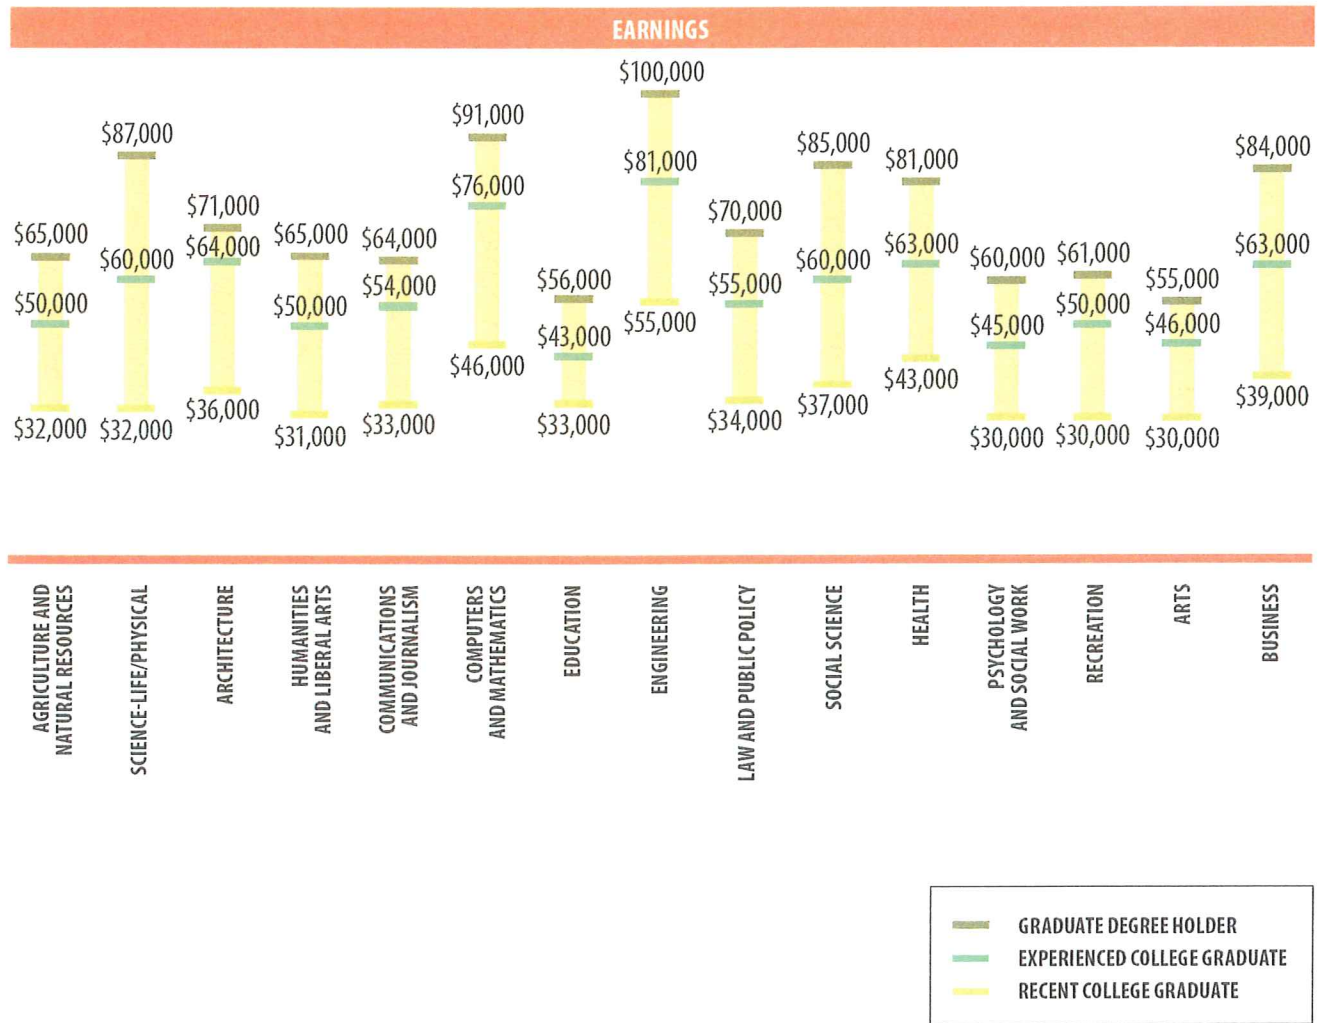 EARNINGS
$100,000
$91,000
$87,000
$85,000
$84,000
$81,000
$81,000
$76,000
$71,000
$70,000
$65,000
$64,000
$65,000
$64,000
$63,000
$63,000
$60,000
$60,000
$60,000
$61,000
$50,000
$50,000
$54,000
$56,000
$55,000
$55,000
$50,000
$55,000
$43,000
$45,000
$46,000
$46,000
$43,000
$32,000
$32,000
$36,000
$31,000
$33,000
$33,000
$34,000
$37,000
$30,000
$30,000
$30,000
$39,000
AGRICULTURE AND
NATURAL RESOURCES
SCIENCE-LIFE/PHYSICAL
ARCHITECTURE
HUMANITIES
AND LIBERAL ARTS
COMMUNICATIONS
AND JOURNALISM
COMPUTERS
AND MATHEMATICS
EDUCATION
ENGINEERING
LAW AND PUBLIC POLICY
SOCIAL SCIENCE
HEALTH
PSYCHOLOGY
AND SOCIAL WORK
RECREATION
ARTS
BUSINESS
GRADUATE DEGREE HOLDER
EXPERIENCED COLLEGE GRADUATE
RECENT COLLEGE GRADUATE